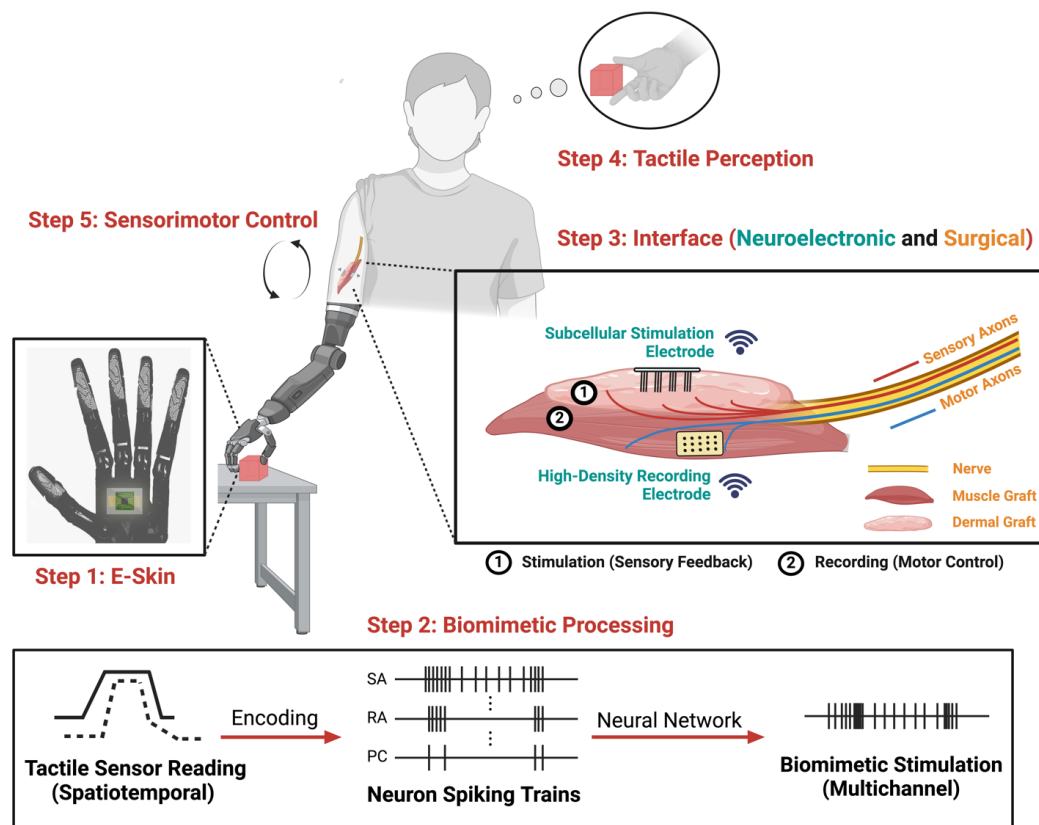 Step 4: Tactile Perception
Step 5: Sensorimotor Control
Step 3: Interface (Neuroelectronic and Surgical)
Subcellular Stimulation
Electrode
Sensory Axons
Motor Axons
1
2
High-Density Recording
Electrode
Nerve
Muscle Graft
Dermal Graft
1 Stimulation (Sensory Feedback)
2 Recording (Motor Control)
Step 1: E-Skin
Step 2: Biomimetic Processing
Tactile Sensor Reading
(Spatiotemporal)
Encoding
SA
RA
PC
Neuron Spiking Trains
Neural Network
Biomimetic Stimulation
(Multichannel)